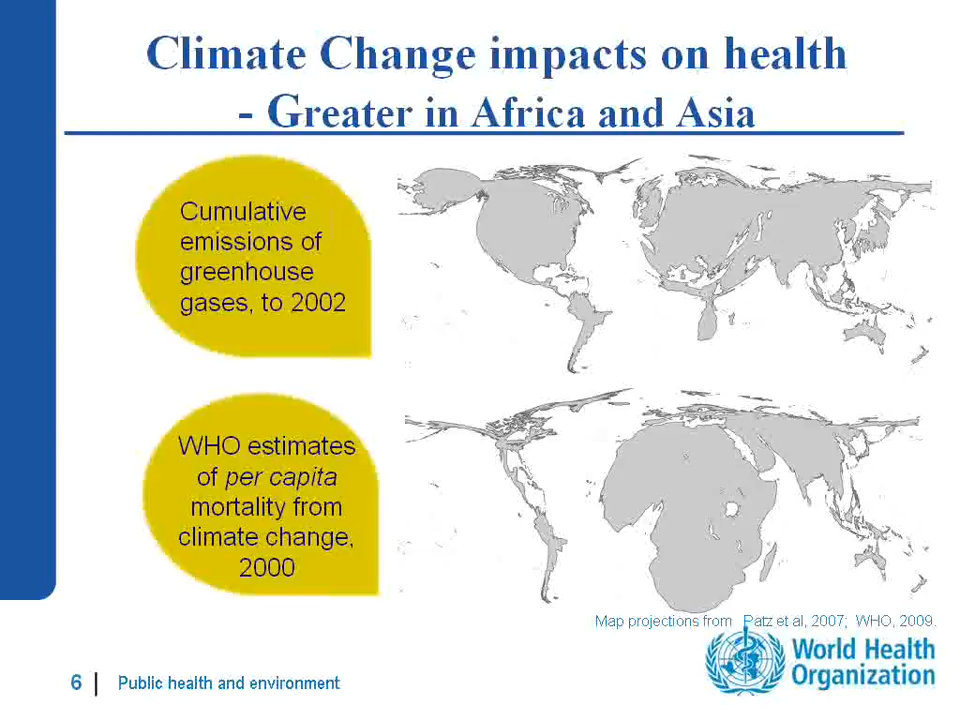 Climate Change impacts on health
- Greater in Africa and Asia
Cumulative
emissions of
greenhouse
gases, to 2002
WHO estimates
of per capita
mortality from
climate change,
2000
Map projections from Patz et al, 2007; WHO, 2009.
6 | Public health and environment
World Health
Organization